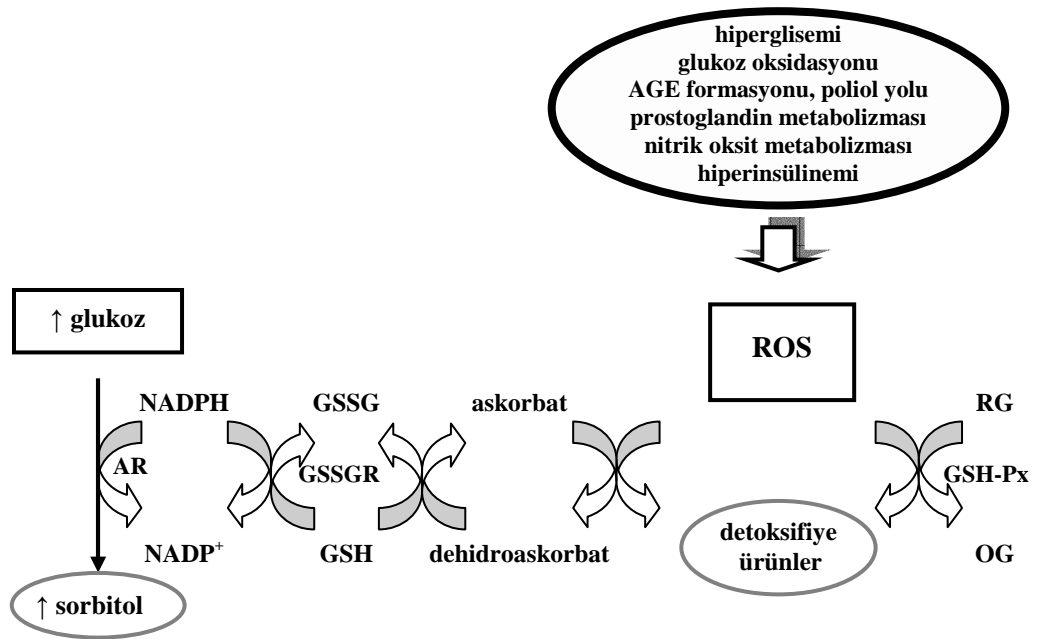 hiperglisemi
glukoz oksidasyonu
AGE formasyonu, poliol yolu
prostoglandin metabolizması
nitrik oksit metabolizması
hiperinsülinemi
↑ glukoz
ROS
NADPH GSSG askorbat RG
AR GSSGR GSH-Px
NADP⁺ GSH dehidroaskorbat OG
detoksifiye
ürünler
↑ sorbitol